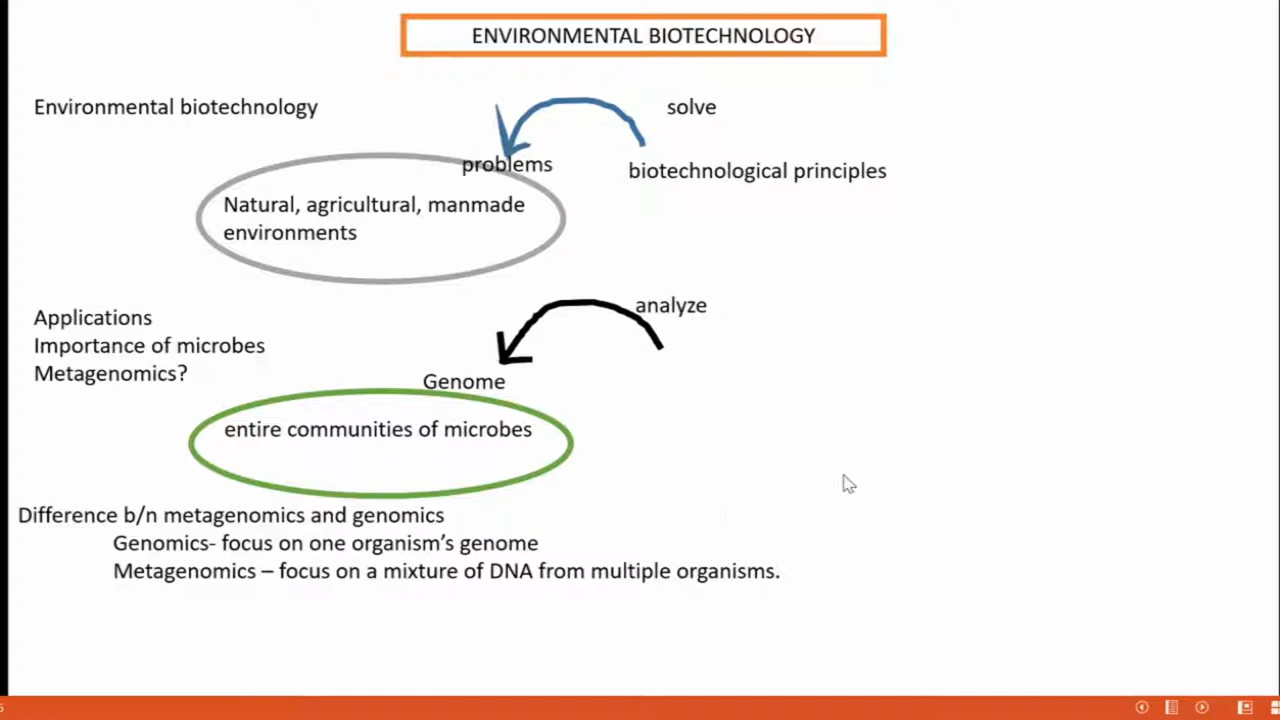 ENVIRONMENTAL BIOTECHNOLOGY
Environmental biotechnology
solve
problems
biotechnological principles
Natural, agricultural, manmade
environments
analyze
Applications
Importance of microbes
Metagenomics?
Genome
entire communities of microbes
Difference b/n metagenomics and genomics
Genomics- focus on one organism's genome
Metagenomics – focus on a mixture of DNA from multiple organisms.